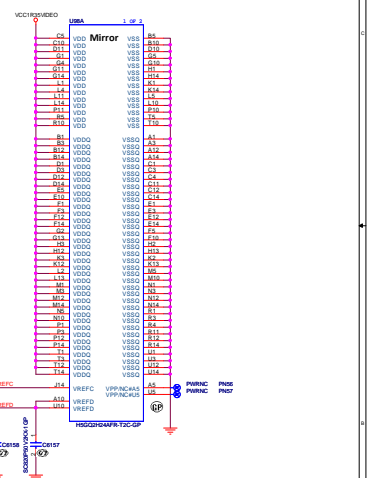 VCC1R35VIDEO
U98A 1 OF 2
Mirror
C5 VDD VSS B5
C10 VDD VSS B10
D11 VDD VSS D10
G1 VDD VSS G5
G4 VDD VSS G10
G11 VDD VSS H1
G14 VDD VSS H14
L1 VDD VSS K1
L4 VDD VSS K14
L11 VDD VSS L5
L14 VDD VSS L10
P11 VDD VSS P10
R5 VDD VSS T5
R10 VDD VSS T10
B1 VDDQ VSSQ A1
B3 VDDQ VSSQ A3
B12 VDDQ VSSQ A12
B14 VDDQ VSSQ A14
D1 VDDQ VSSQ C1
D3 VDDQ VSSQ C3
D12 VDDQ VSSQ C4
D14 VDDQ VSSQ C11
E5 VDDQ VSSQ C12
E10 VDDQ VSSQ C14
F1 VDDQ VSSQ E1
F3 VDDQ VSSQ E3
F12 VDDQ VSSQ E12
F14 VDDQ VSSQ E14
G2 VDDQ VSSQ F5
G13 VDDQ VSSQ F10
H3 VDDQ VSSQ H2
H12 VDDQ VSSQ H13
K3 VDDQ VSSQ K2
K12 VDDQ VSSQ K13
L2 VDDQ VSSQ M5
L13 VDDQ VSSQ M10
M1 VDDQ VSSQ N1
M3 VDDQ VSSQ N3
M12 VDDQ VSSQ N12
M14 VDDQ VSSQ N14
N5 VDDQ VSSQ R1
N10 VDDQ VSSQ R3
P1 VDDQ VSSQ R4
P3 VDDQ VSSQ R11
P12 VDDQ VSSQ R12
P14 VDDQ VSSQ R14
T1 VDDQ VSSQ U1
T3 VDDQ VSSQ U3
T12 VDDQ VSSQ U12
T14 VDDQ VSSQ U14
REFC J14 VREFC VPP/NC#A5 A5 PWRNC PN56
VPP/NC#U5 U5 PWRNC PN57
A10 VREFD
REFD U10 VREFD
GP
H5GQ2H24AFR-T2C-GP
C6158
C6157
1
2
C
B